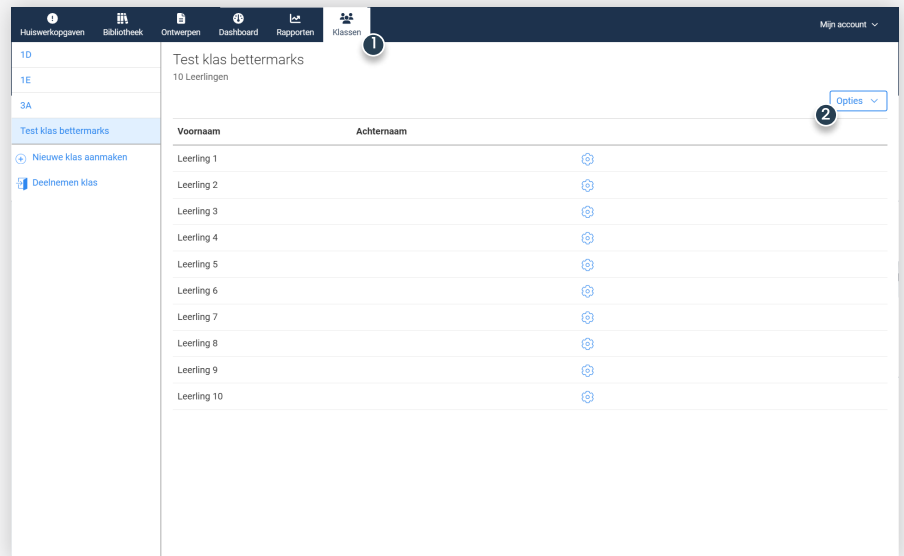 Huiswerkopgaven Bibliotheek Ontwerpen Dashboard Rapporten Klassen Mijn account
1
1D
1E
3A
Test klas bettermarks
Nieuwe klas aanmaken
Deelnemen klas
Test klas bettermarks
10 Leerlingen
Opties
2
Voornaam Achternaam
Leerling 1
Leerling 2
Leerling 3
Leerling 4
Leerling 5
Leerling 6
Leerling 7
Leerling 8
Leerling 9
Leerling 10